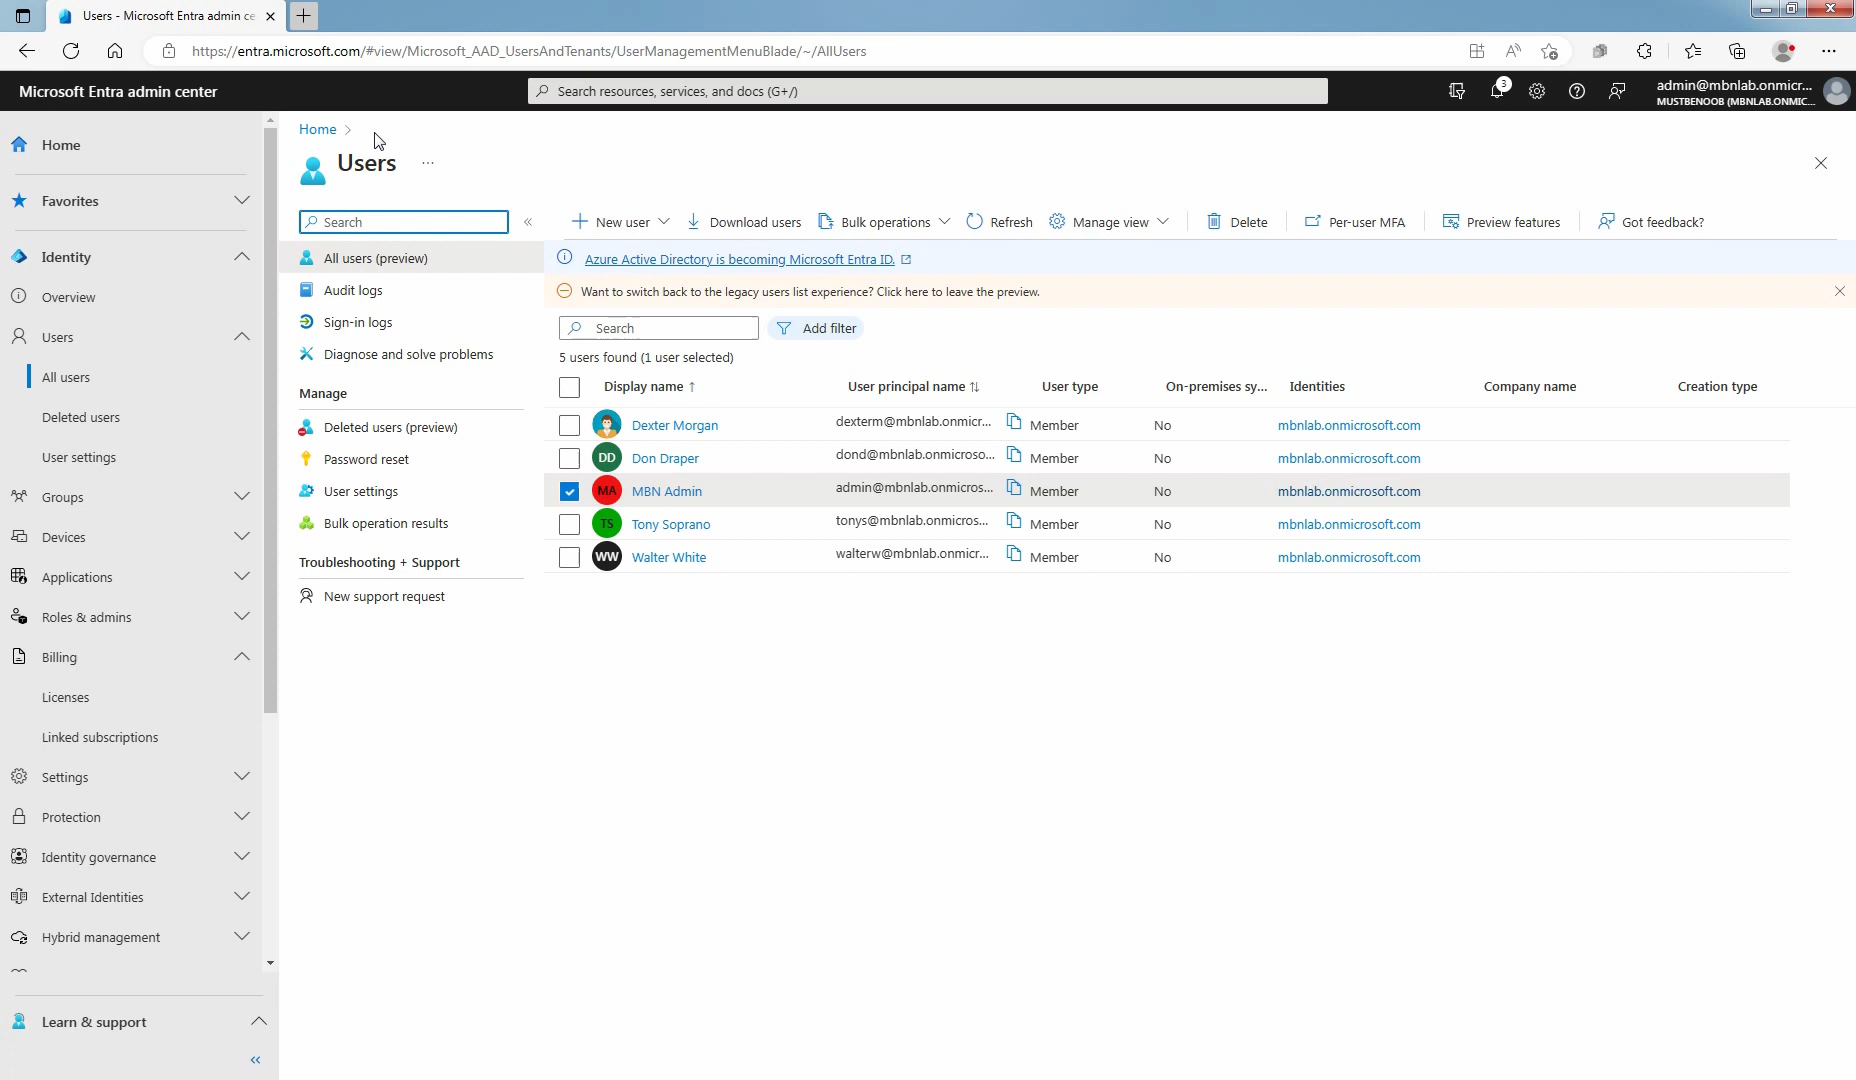 Users - Microsoft Entra admin ce
https://entra.microsoft.com/#view/Microsoft_AAD_UsersAndTenants/UserManagementMenuBlade/~/AllUsers
Microsoft Entra admin center
Search resources, services, and docs (G+/)
3
admin@mbnlab.onmicr...
MUSTBENOOB (MBNLAB.ONMIC...
Home
Favorites
Identity
Overview
Users
All users
Deleted users
User settings
Groups
Devices
Applications
Roles & admins
Billing
Licenses
Linked subscriptions
Settings
Protection
Identity governance
External Identities
Hybrid management
Learn & support
Home
Users
Search
All users (preview)
Audit logs
Sign-in logs
Diagnose and solve problems
Manage
Deleted users (preview)
Password reset
User settings
Bulk operation results
Troubleshooting + Support
New support request
New user Download users Bulk operations Refresh Manage view Delete Per-user MFA Preview features Got feedback?
Azure Active Directory is becoming Microsoft Entra ID.
Want to switch back to the legacy users list experience? Click here to leave the preview.
Search Add filter
5 users found (1 user selected)
Display name ↑ User principal name ↑↓ User type On-premises sy... Identities Company name Creation type
Dexter Morgan dexterm@mbnlab.onmicr... Member No mbnlab.onmicrosoft.com
DD Don Draper dond@mbnlab.onmicroso... Member No mbnlab.onmicrosoft.com
MA MBN Admin admin@mbnlab.onmicros... Member No mbnlab.onmicrosoft.com
TS Tony Soprano tonys@mbnlab.onmicros... Member No mbnlab.onmicrosoft.com
WW Walter White walterw@mbnlab.onmicr... Member No mbnlab.onmicrosoft.com